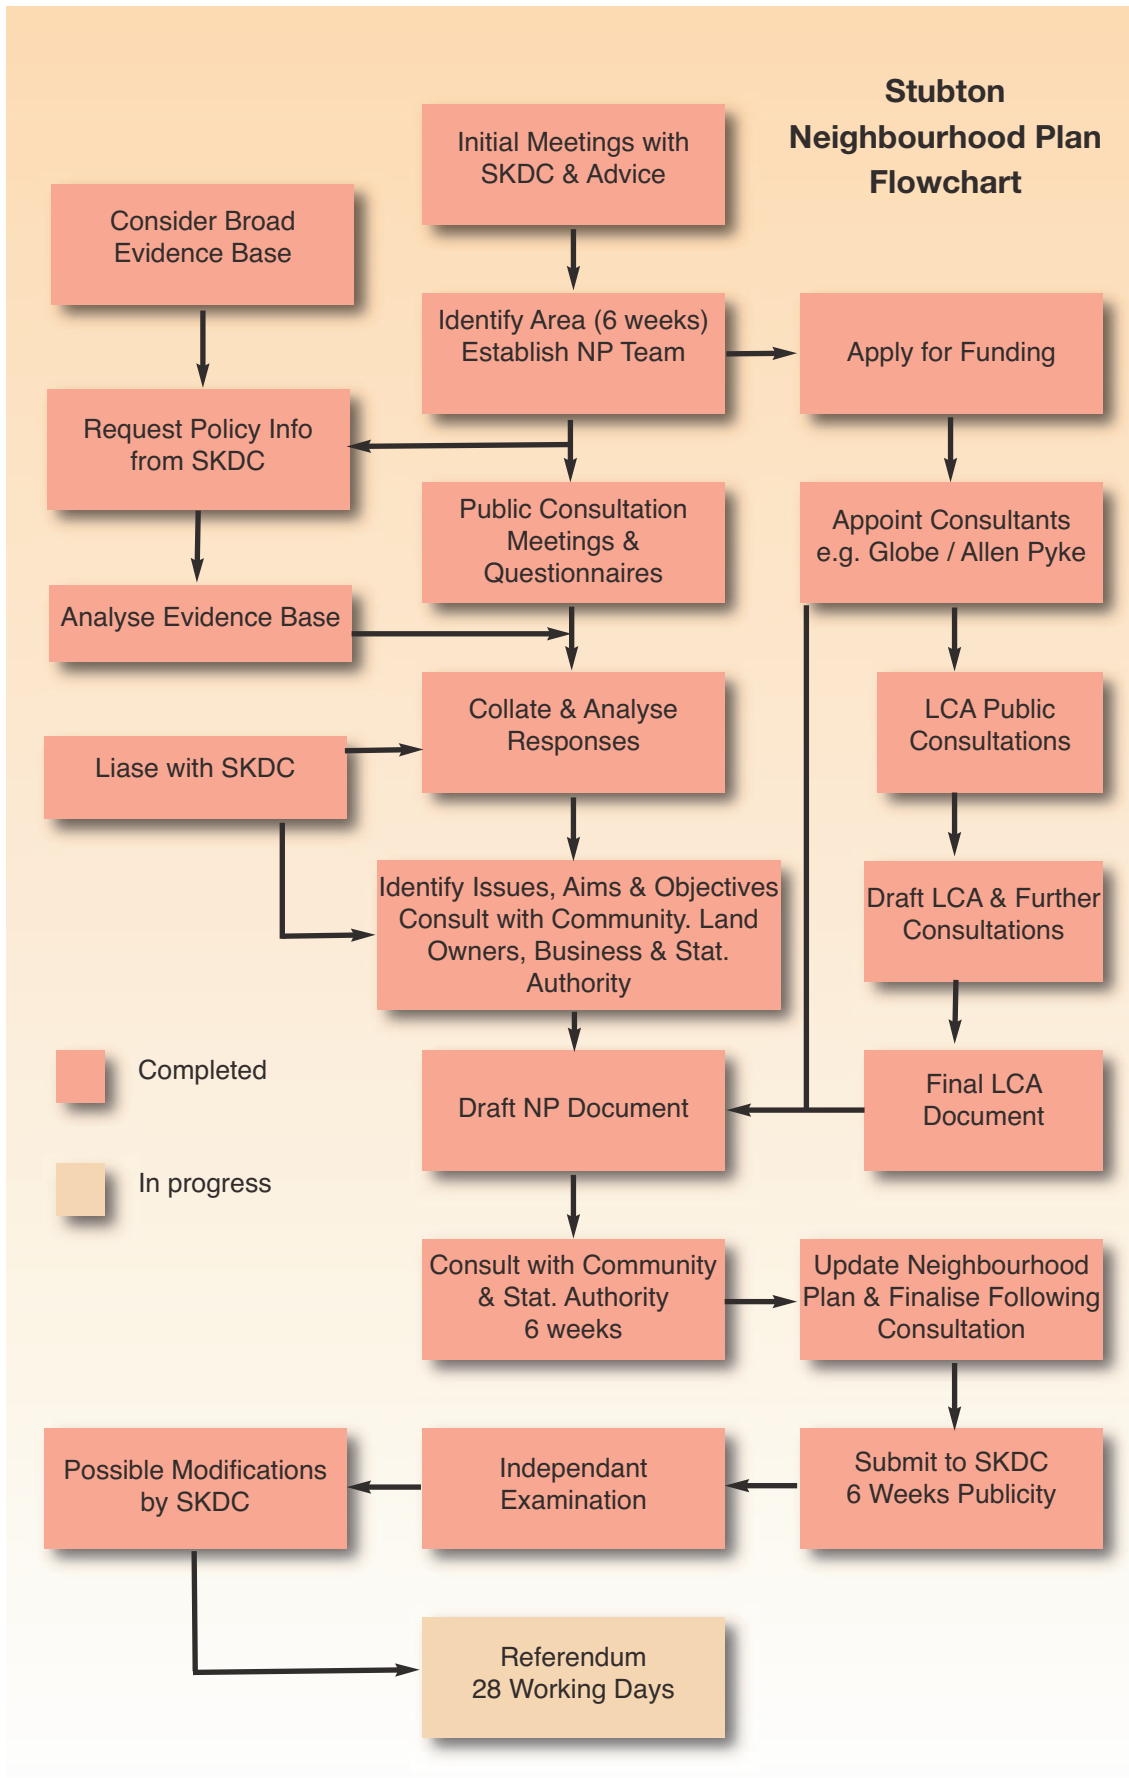 Stubton
Neighbourhood Plan
Flowchart
Initial Meetings with
SKDC & Advice
Consider Broad
Evidence Base
Identify Area (6 weeks)
Establish NP Team
Apply for Funding
Request Policy Info
from SKDC
Public Consultation
Meetings &
Questionnaires
Appoint Consultants
e.g. Globe / Allen Pyke
Analyse Evidence Base
Collate & Analyse
Responses
LCA Public
Consultations
Liase with SKDC
Identify Issues, Aims & Objectives
Consult with Community. Land
Owners, Business & Stat.
Authority
Draft LCA & Further
Consultations
Completed
Draft NP Document
Final LCA
Document
In progress
Consult with Community
& Stat. Authority
6 weeks
Update Neighbourhood
Plan & Finalise Following
Consultation
Possible Modifications
by SKDC
Independant
Examination
Submit to SKDC
6 Weeks Publicity
Referendum
28 Working Days